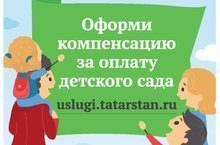 Оформи
компенсацию
за оплату
детского сада
uslugi.tatarstan.ru